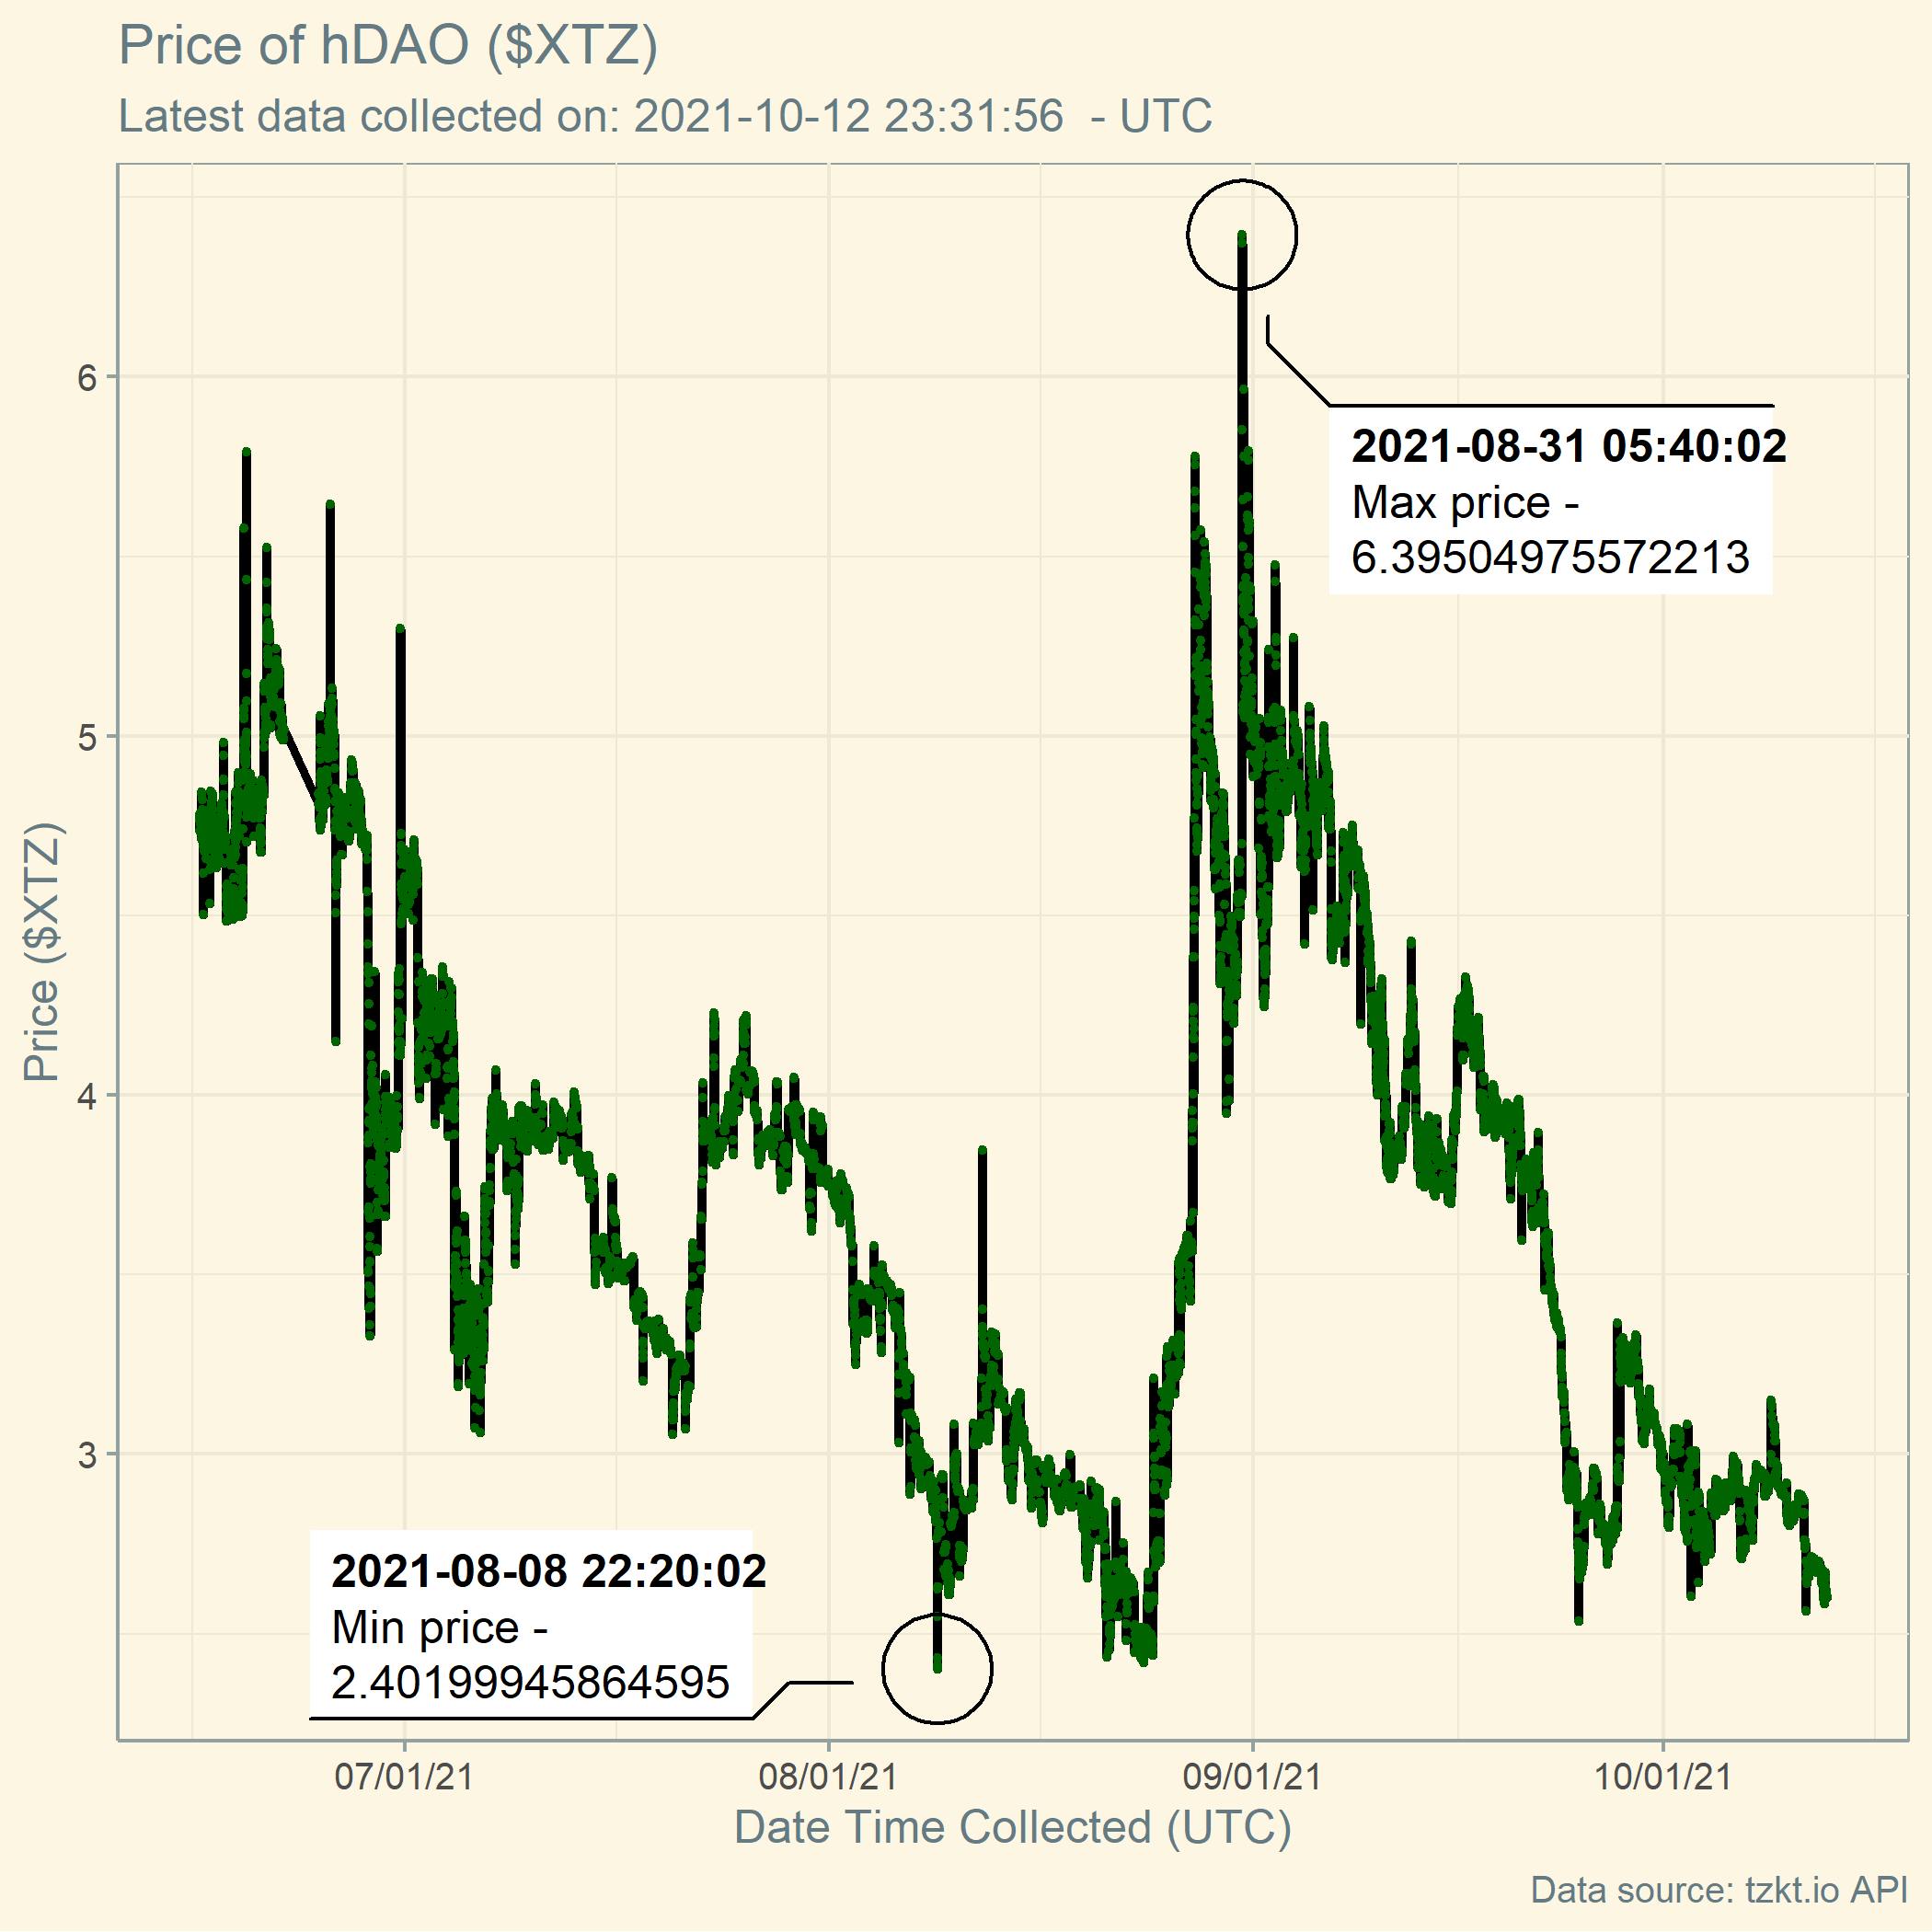 Price of hDAO ($XTZ)
Latest data collected on: 2021-10-12 23:31:56  - UTC
6
5
4
3
Price ($XTZ)
2021-08-31 05:40:02
Max price -
6.39504975572213
2021-08-08 22:20:02
Min price -
2.40199945864595
07/01/21
08/01/21
09/01/21
10/01/21
Date Time Collected (UTC)
Data source: tzkt.io API